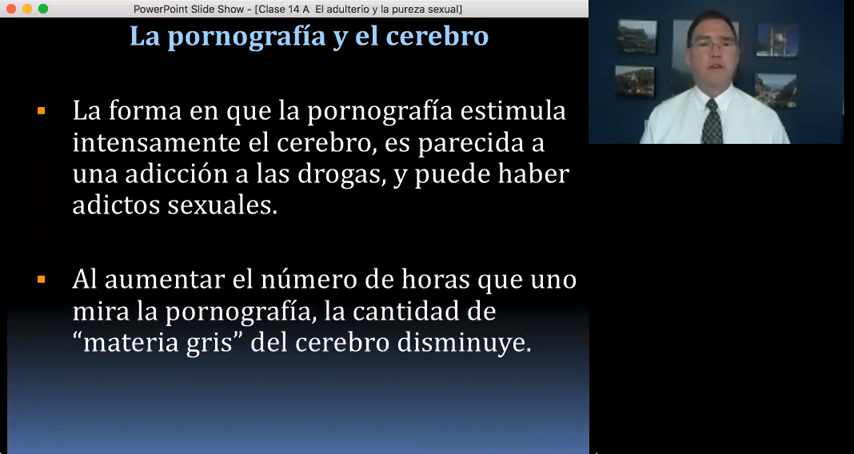 PowerPoint Slide Show - [Clase 14 A  El adulterio y la pureza sexual]
La pornografía y el cerebro
▪ La forma en que la pornografía estimula
intensamente el cerebro, es parecida a
una adicción a las drogas, y puede haber
adictos sexuales.
▪ Al aumentar el número de horas que uno
mira la pornografía, la cantidad de
“materia gris” del cerebro disminuye.